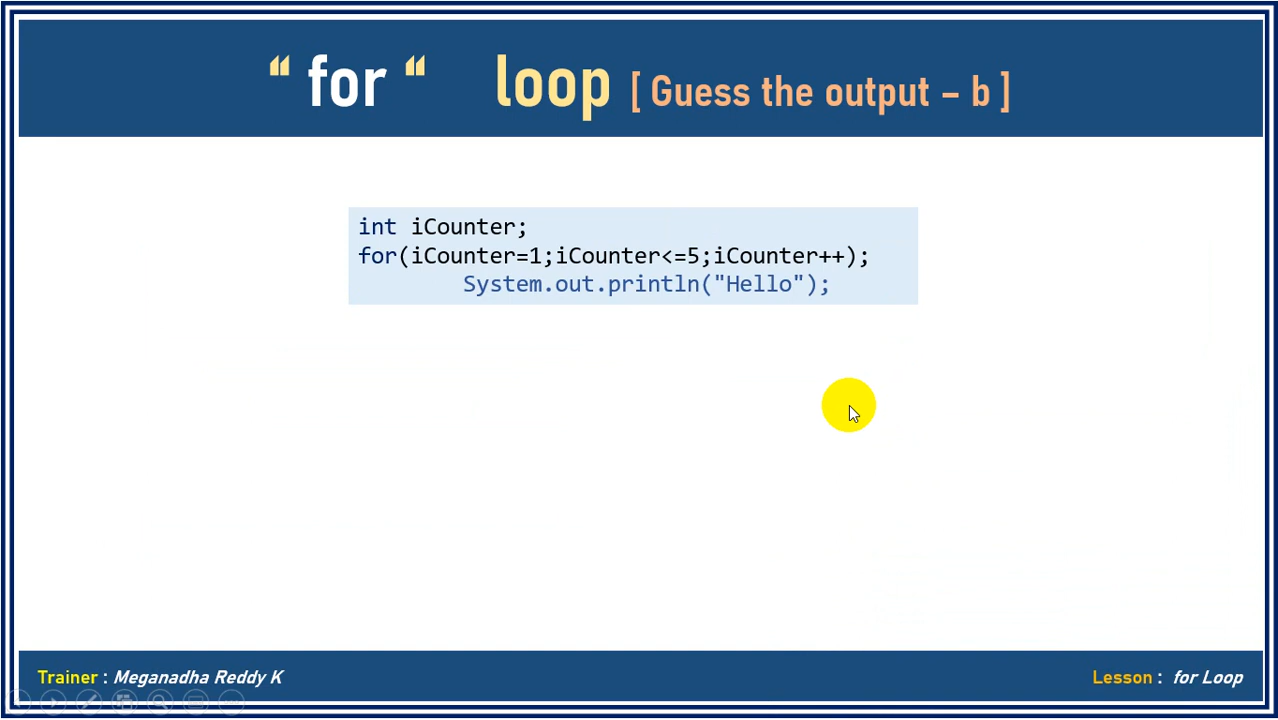 “ for “ loop [ Guess the output – b ]
int iCounter;
for(iCounter=1;iCounter<=5;iCounter++);
System.out.println("Hello");
Trainer : Meganadha Reddy K
Lesson : for Loop